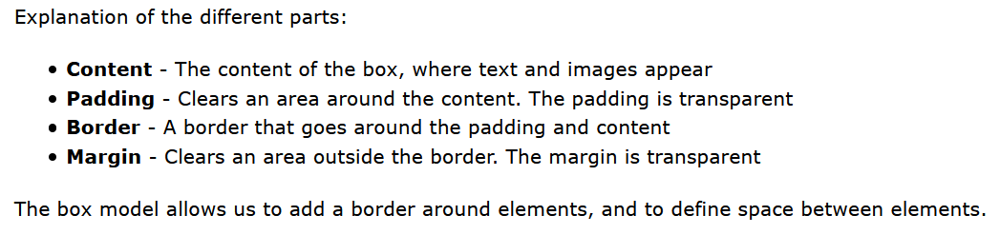 Explanation of the different parts:
• Content - The content of the box, where text and images appear
• Padding - Clears an area around the content. The padding is transparent
• Border - A border that goes around the padding and content
• Margin - Clears an area outside the border. The margin is transparent
The box model allows us to add a border around elements, and to define space between elements.